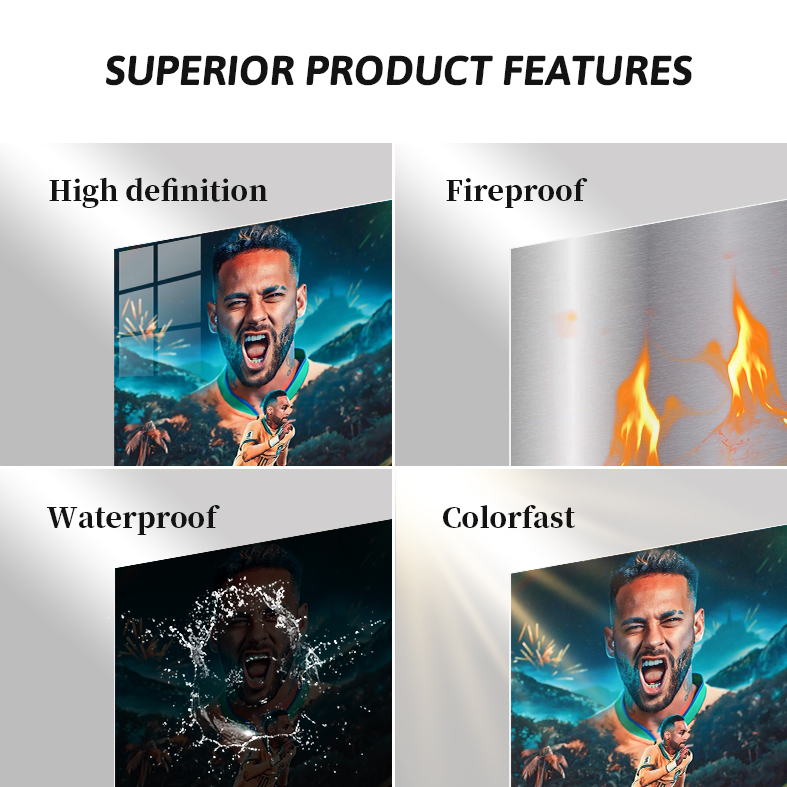 SUPERIOR PRODUCT FEATURES
High definition
Fireproof
Waterproof
Colorfast